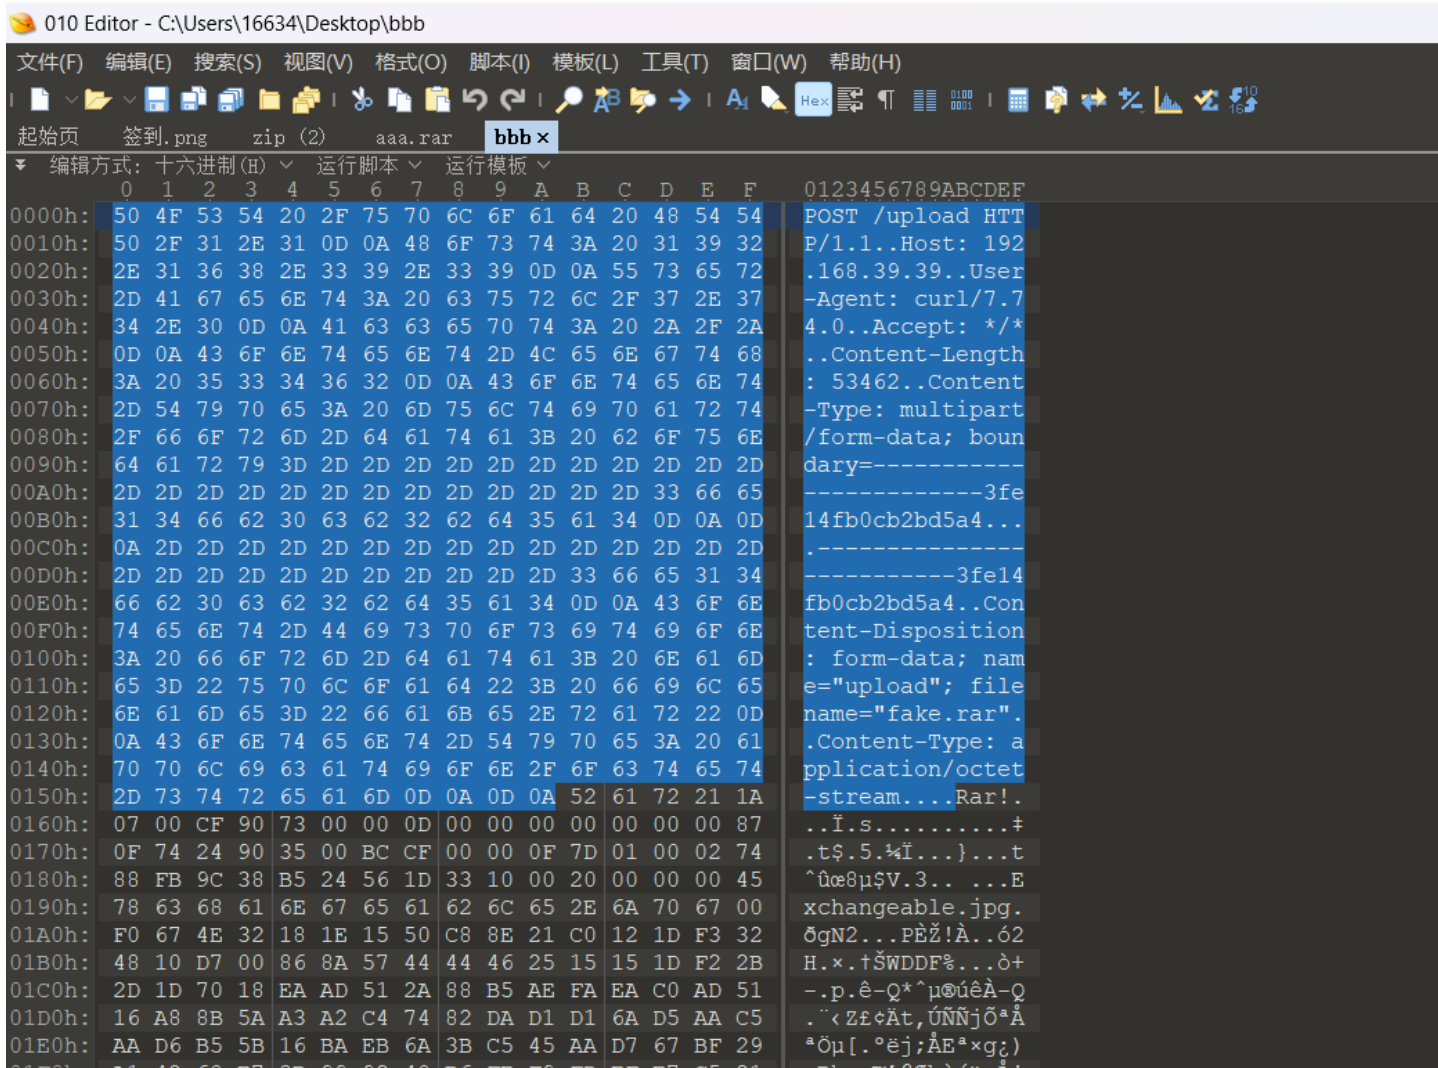 010 Editor - C:\Users\16634\Desktop\bbb
文件(F) 编辑(E) 搜索(S) 视图(V) 格式(O) 脚本(I) 模板(L) 工具(T) 窗口(W) 帮助(H)
Hex
起始页 签到.png zip (2) aaa.rar bbb ×
编辑方式: 十六进制(H) 运行脚本 运行模板
0 1 2 3 4 5 6 7 8 9 A B C D E F 0123456789ABCDEF
0000h: 50 4F 53 54 20 2F 75 70 6C 6F 61 64 20 48 54 54 POST /upload HTT
0010h: 50 2F 31 2E 31 0D 0A 48 6F 73 74 3A 20 31 39 32 P/1.1..Host: 192
0020h: 2E 31 36 38 2E 33 39 2E 33 39 0D 0A 55 73 65 72 .168.39.39..User
0030h: 2D 41 67 65 6E 74 3A 20 63 75 72 6C 2F 37 2E 37 -Agent: curl/7.7
0040h: 34 2E 30 0D 0A 41 63 63 65 70 74 3A 20 2A 2F 2A 4.0..Accept: */*
0050h: 0D 0A 43 6F 6E 74 65 6E 74 2D 4C 65 6E 67 74 68 ..Content-Length
0060h: 3A 20 35 33 34 36 32 0D 0A 43 6F 6E 74 65 6E 74 : 53462..Content
0070h: 2D 54 79 70 65 3A 20 6D 75 6C 74 69 70 61 72 74 -Type: multipart
0080h: 2F 66 6F 72 6D 2D 64 61 74 61 3B 20 62 6F 75 6E /form-data; boun
0090h: 64 61 72 79 3D 2D 2D 2D 2D 2D 2D 2D 2D 2D 2D 2D dary=-----------
00A0h: 2D 2D 2D 2D 2D 2D 2D 2D 2D 2D 2D 2D 2D 33 66 65 -------------3fe
00B0h: 31 34 66 62 30 63 62 32 62 64 35 61 34 0D 0A 0D 14fb0cb2bd5a4...
00C0h: 0A 2D 2D 2D 2D 2D 2D 2D 2D 2D 2D 2D 2D 2D 2D 2D .---------------
00D0h: 2D 2D 2D 2D 2D 2D 2D 2D 2D 2D 2D 33 66 65 31 34 -----------3fe14
00E0h: 66 62 30 63 62 32 62 64 35 61 34 0D 0A 43 6F 6E fb0cb2bd5a4..Con
00F0h: 74 65 6E 74 2D 44 69 73 70 6F 73 69 74 69 6F 6E tent-Disposition
0100h: 3A 20 66 6F 72 6D 2D 64 61 74 61 3B 20 6E 61 6D : form-data; nam
0110h: 65 3D 22 75 70 6C 6F 61 64 22 3B 20 66 69 6C 65 e="upload"; file
0120h: 6E 61 6D 65 3D 22 66 61 6B 65 2E 72 61 72 22 0D name="fake.rar".
0130h: 0A 43 6F 6E 74 65 6E 74 2D 54 79 70 65 3A 20 61 .Content-Type: a
0140h: 70 70 6C 69 63 61 74 69 6F 6E 2F 6F 63 74 65 74 pplication/octet
0150h: 2D 73 74 72 65 61 6D 0D 0A 0D 0A 52 61 72 21 1A -stream....Rar!.
0160h: 07 00 CF 90 73 00 00 0D 00 00 00 00 00 00 00 87 ..Ï.s..........‡
0170h: 0F 74 24 90 35 00 BC CF 00 00 0F 7D 01 00 02 74 .t$.5.¼Ï...}...t
0180h: 88 FB 9C 38 B5 24 56 1D 33 10 00 20 00 00 00 45 ˆûœ8µ$V.3.. ...E
0190h: 78 63 68 61 6E 67 65 61 62 6C 65 2E 6A 70 67 00 xchangeable.jpg.
01A0h: F0 67 4E 32 18 1E 15 50 C8 8E 21 C0 12 1D F3 32 ðgN2...PÈŽ!À..ó2
01B0h: 48 10 D7 00 86 8A 57 44 44 46 25 15 15 1D F2 2B H.×.†ŠWDDF%...ò+
01C0h: 2D 1D 70 18 EA AD 51 2A 88 B5 AE FA EA C0 AD 51 -.p.ê-Q*ˆµ®úêÀ-Q
01D0h: 16 A8 8B 5A A3 A2 C4 74 82 DA D1 D1 6A D5 AA C5 .¨‹Z£¢Ät‚ÚÑÑjÕªÅ
01E0h: AA D6 B5 5B 16 BA EB 6A 3B C5 45 AA D7 67 BF 29 ªÖµ[.ºëj;ÅEª×g¿)